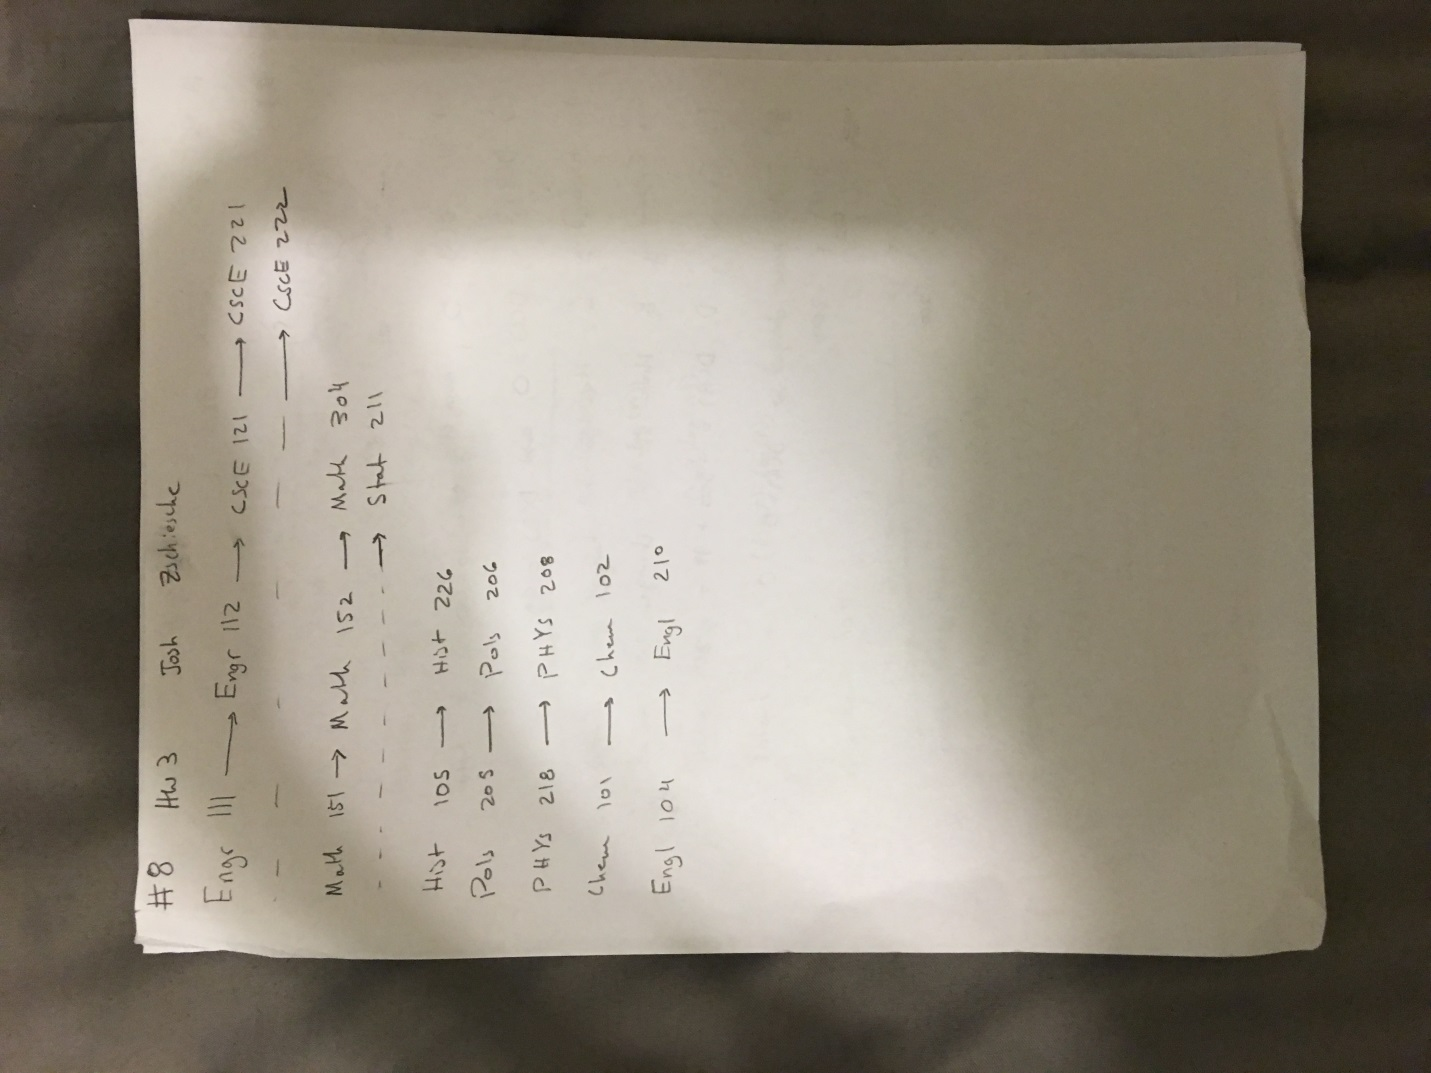 #8 HW3 Josh Zschiesche
Engr 111 → Engr 112 → CSCE 121 → CSCE 221
- - - - - - → CSCE 222
Math 151 → Math 152 → Math 304
- - - - - - - → Stat 211
Hist 105 → Hist 226
Pols 205 → Pols 206
PHYS 218 → PHYS 208
Chem 101 → Chem 102
Engl 104 → Engl 210